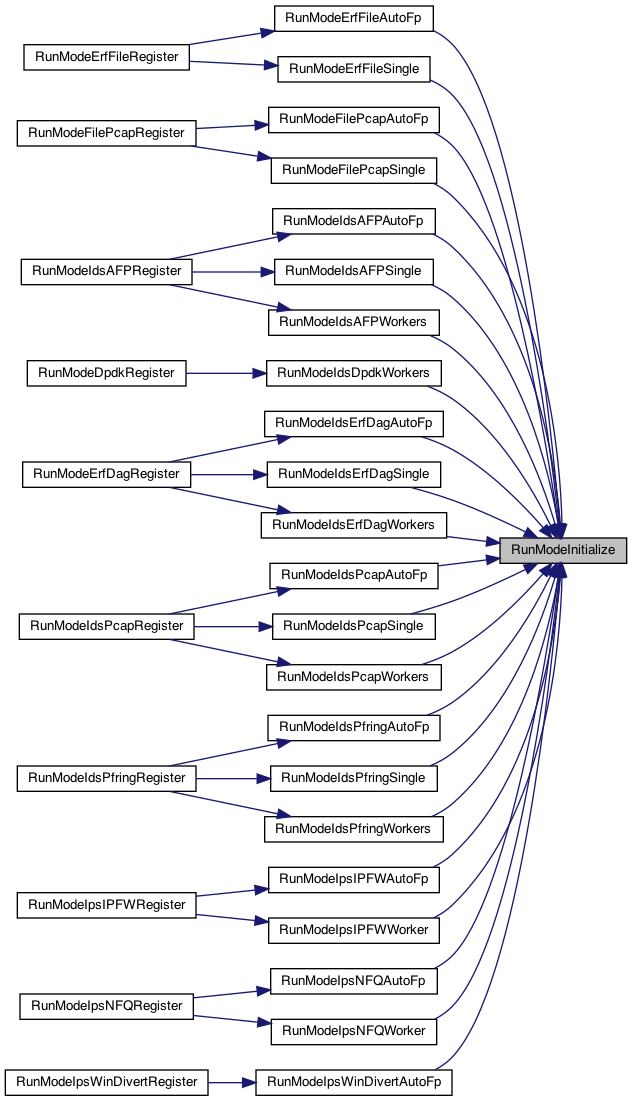 RunModeErfFileAutoFp
RunModeErfFileRegister
RunModeErfFileSingle
RunModeFilePcapAutoFp
RunModeFilePcapRegister
RunModeFilePcapSingle
RunModeIdsAFPAutoFp
RunModeIdsAFPRegister
RunModeIdsAFPSingle
RunModeIdsAFPWorkers
RunModeDpdkRegister
RunModeIdsDpdkWorkers
RunModeIdsErfDagAutoFp
RunModeErfDagRegister
RunModeIdsErfDagSingle
RunModeIdsErfDagWorkers
RunModeInitialize
RunModeIdsPcapAutoFp
RunModeIdsPcapRegister
RunModeIdsPcapSingle
RunModeIdsPcapWorkers
RunModeIdsPfringAutoFp
RunModeIdsPfringRegister
RunModeIdsPfringSingle
RunModeIdsPfringWorkers
RunModeIpsIPFWAutoFp
RunModeIpsIPFWRegister
RunModeIpsIPFWWorker
RunModeIpsNFQAutoFp
RunModeIpsNFQRegister
RunModeIpsNFQWorker
RunModeIpsWinDivertRegister
RunModeIpsWinDivertAutoFp